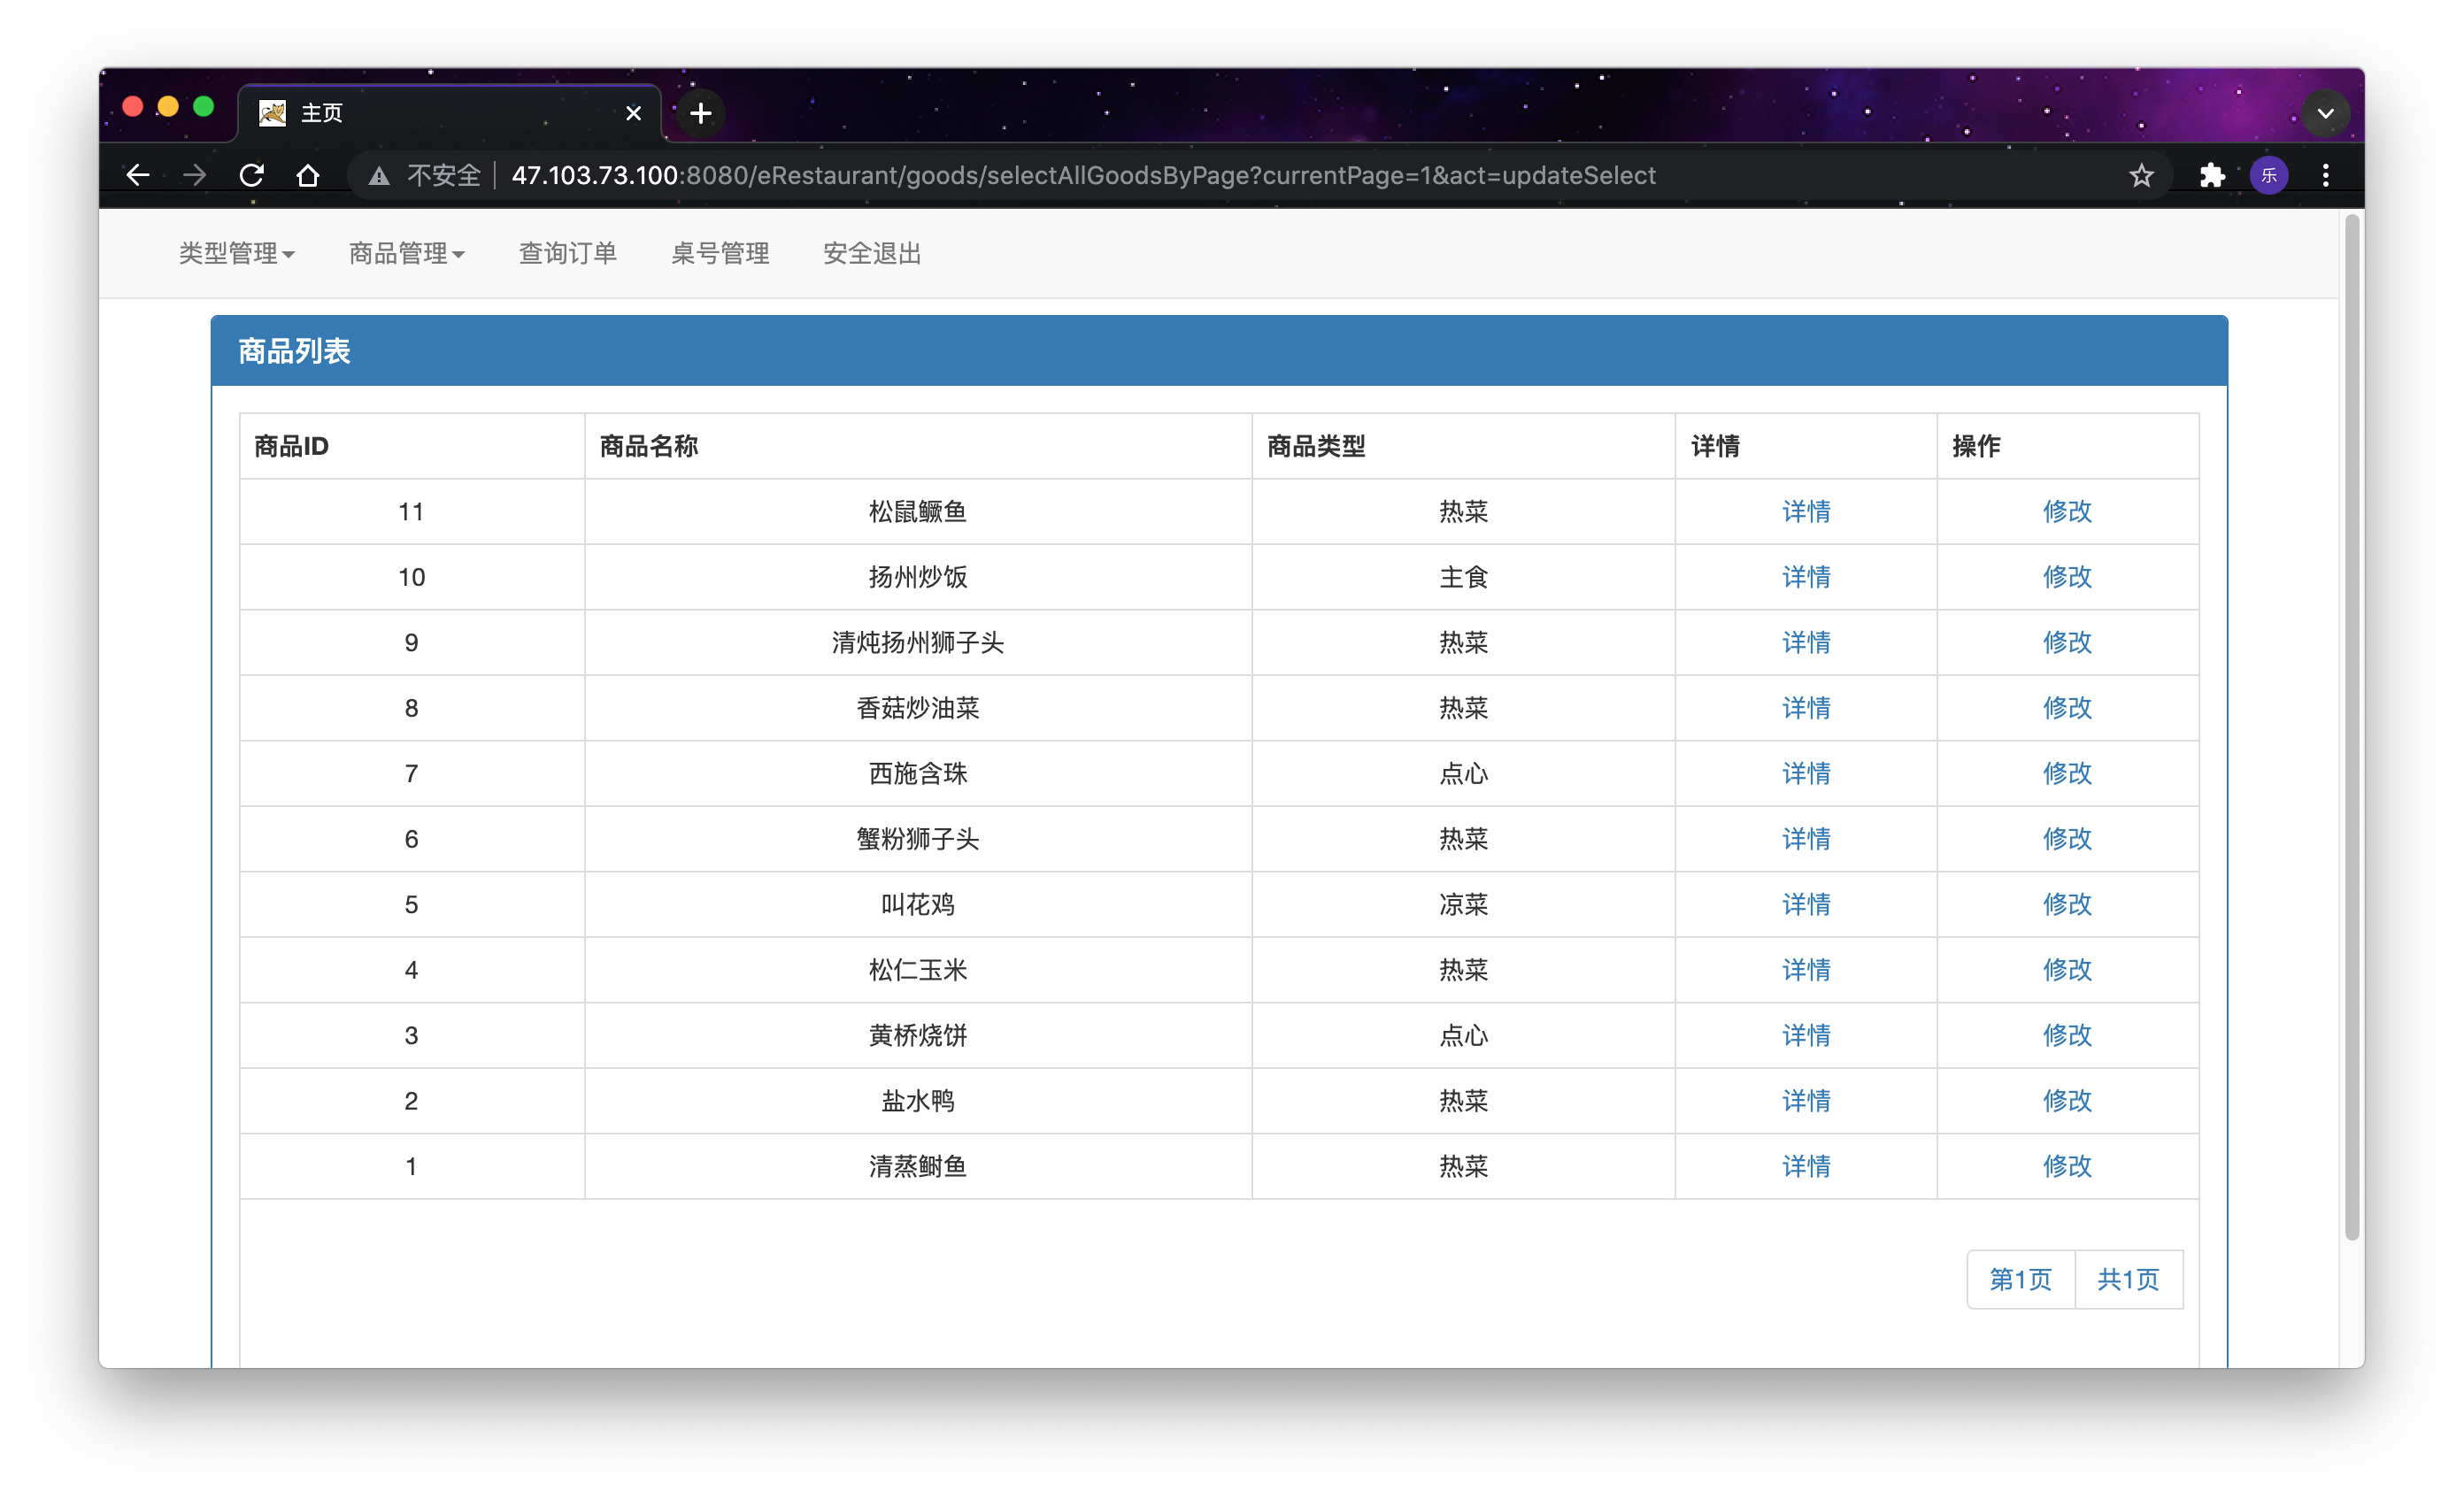 主页
不安全 47.103.73.100:8080/eRestaurant/goods/selectAllGoodsByPage?currentPage=1&act=updateSelect 乐
类型管理 商品管理 查询订单 桌号管理 安全退出
商品列表
商品ID 商品名称 商品类型 详情 操作
11 松鼠鳜鱼 热菜 详情 修改
10 扬州炒饭 主食 详情 修改
9 清炖扬州狮子头 热菜 详情 修改
8 香菇炒油菜 热菜 详情 修改
7 西施含珠 点心 详情 修改
6 蟹粉狮子头 热菜 详情 修改
5 叫花鸡 凉菜 详情 修改
4 松仁玉米 热菜 详情 修改
3 黄桥烧饼 点心 详情 修改
2 盐水鸭 热菜 详情 修改
1 清蒸鲥鱼 热菜 详情 修改
第1页 共1页